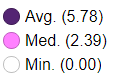 Avg. (5.78)
Med. (2.39)
Min. (0.00)